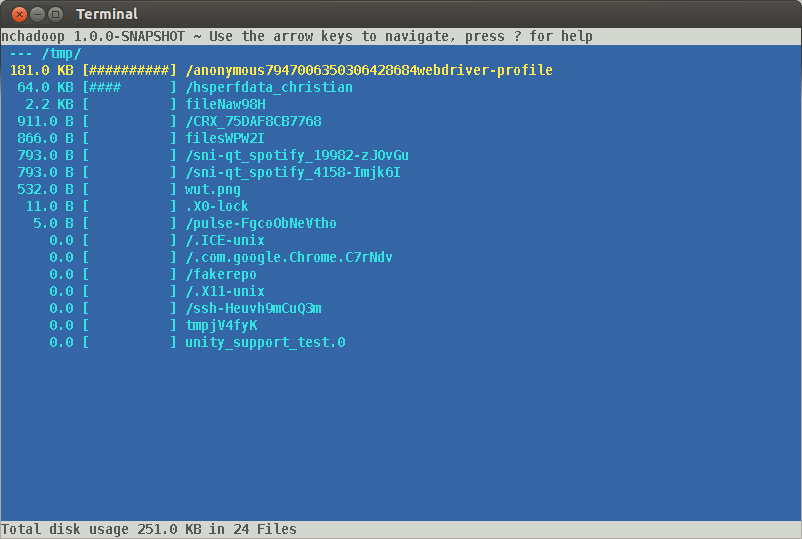 Terminal
nchadoop 1.0.0-SNAPSHOT ~ Use the arrow keys to navigate, press ? for help
--- /tmp/
181.0 KB [##########] /anonymous7947006350306428684webdriver-profile
64.0 KB [####      ] /hsperfdata_christian
2.2 KB [          ] fileNaw98H
911.0 B [          ] /CRX_75DAF8CB7768
866.0 B [          ] filesWPW2I
793.0 B [          ] /sni-qt_spotify_19982-zJOvGu
793.0 B [          ] /sni-qt_spotify_4158-Imjk6I
532.0 B [          ] wut.png
11.0 B [          ] .X0-lock
5.0 B [          ] /pulse-FgcoObNeVtho
0.0 [          ] /.ICE-unix
0.0 [          ] /.com.google.Chrome.C7rNdv
0.0 [          ] /fakerepo
0.0 [          ] /.X11-unix
0.0 [          ] /ssh-Heuvh9mCuQ3m
0.0 [          ] tmpjV4fyK
0.0 [          ] unity_support_test.0
Total disk usage 251.0 KB in 24 Files